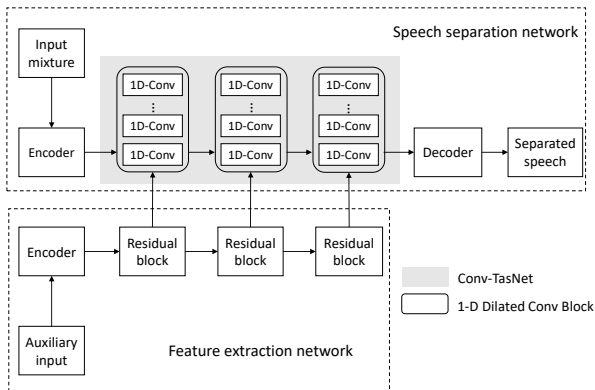 Speech separation network
Input
mixture
1D-Conv
1D-Conv
1D-Conv
...
...
...
1D-Conv
1D-Conv
1D-Conv
Encoder
1D-Conv
1D-Conv
1D-Conv
Decoder
Separated
speech
Encoder
Residual
block
Residual
block
Residual
block
Conv-TasNet
1-D Dilated Conv Block
Auxiliary
input
Feature extraction network